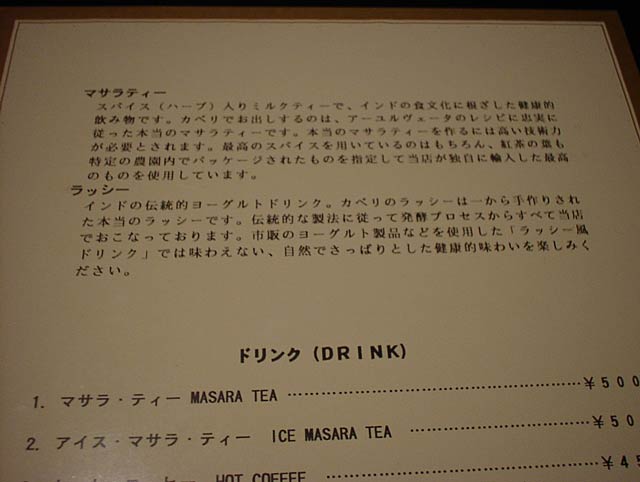 マサラティー
スパイス（ハーブ）入りミルクティーで、インドの食文化に根ざした健康的
飲み物です。カベリでお出しするのは、アーユルヴェータのレシピに忠実に
従った本当のマサラティーです。本当のマサラティーを作るには高い技術力
が必要とされます。最高のスパイスを用いているのはもちろん、紅茶の葉も
特定の農園内でパッケージされたものを指定して当店が独自に輸入した最高
のものを使用しています。
ラッシー
インドの伝統的ヨーグルトドリンク。カベリのラッシーは一から手作りされ
た本当のラッシーです。伝統的な製法に従って発酵プロセスからすべて当店
でおこなっております。市販のヨーグルト製品などを使用した「ラッシー風
ドリンク」では味わえない、自然でさっぱりとした健康的味わいを楽しみく
ださい。
ドリンク（DRINK）
1. マサラ・ティー MASARA TEA ……………………………………¥500
2. アイス・マサラ・ティー ICE MASARA TEA ……………………¥50
HOT COFFEE ……………………………¥45